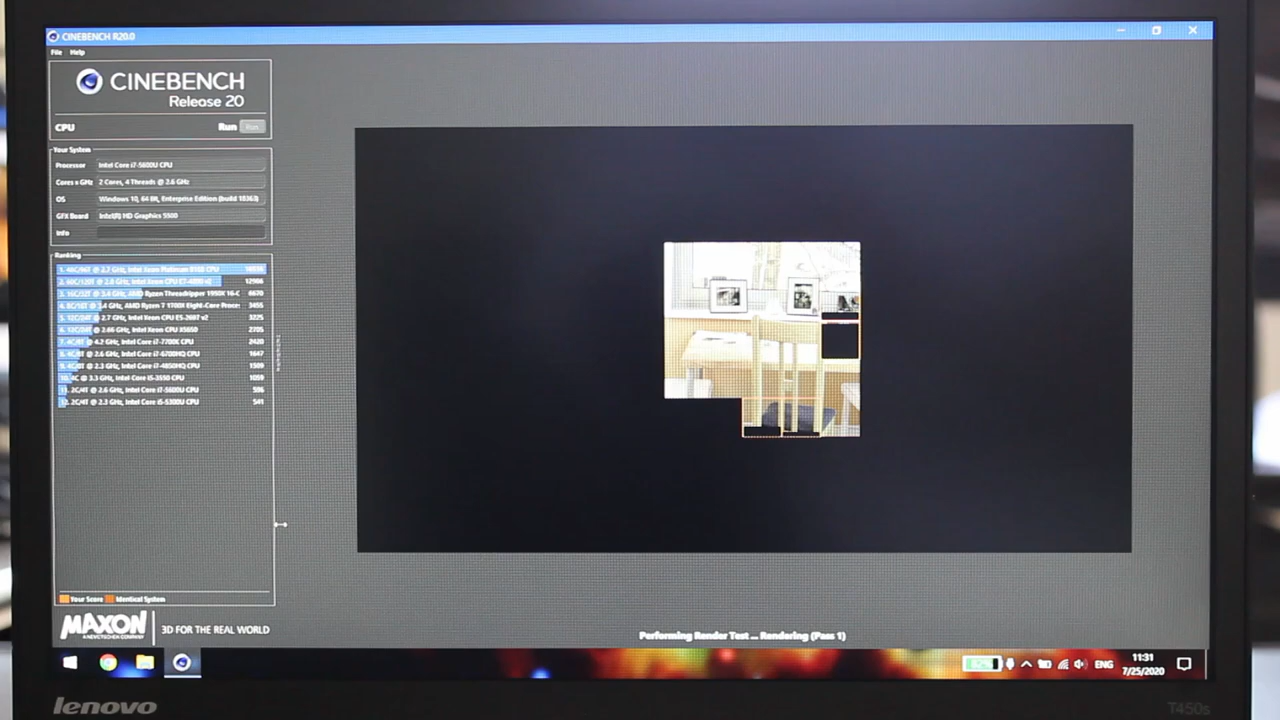 CINEBENCH R20.0
File Help
CINEBENCH
Release 20
CPU Run Run
Your System
Processor Intel Core i7-5600U CPU
Cores x GHz 2 Cores, 4 Threads @ 2.6 GHz
OS Windows 10, 64 Bit, Enterprise Edition (build 18363)
GFX Board Intel(R) HD Graphics 5500
Info
Ranking
1. 48C/96T @ 2.7 GHz, Intel Xeon Platinum 8168 CPU
2. 60C/120T @ 2.8 GHz, Intel Xeon CPU E7-4890 v2 12906
3. 16C/32T @ 3.4 GHz, AMD Ryzen Threadripper 1950X 16-C 6670
4. 8C/16T @ 3.4 GHz, AMD Ryzen 7 1700X Eight-Core Proce: 3455
5. 12C/24T @ 2.7 GHz, Intel Xeon CPU E5-2697 v2 3225
6. 12C/24T @ 2.66 GHz, Intel Xeon CPU X5650 2705
7. 4C/8T @ 4.2 GHz, Intel Core i7-7700K CPU 2420
8. 4C/8T @ 2.6 GHz, Intel Core i7-6700HQ CPU 1647
9. 4C/8T @ 2.3 GHz, Intel Core i7-4850HQ CPU 1509
10. 4C @ 3.3 GHz, Intel Core i5-3550 CPU 1059
11. 2C/4T @ 2.6 GHz, Intel Core i7-5600U CPU 596
12. 2C/4T @ 2.3 GHz, Intel Core i5-5300U CPU 541
Your Score Identical System
MAXON
A NEMETSCHEK COMPANY
3D FOR THE REAL WORLD
Performing Render Test ... Rendering (Pass 1)
82%
ENG
11:31
7/25/2020
lenovo
T450s